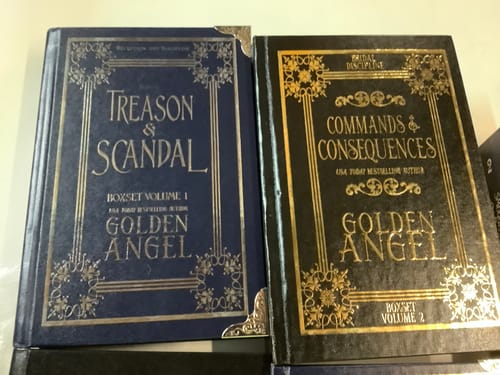 TREASON
&
SCANDAL
BOXSET VOLUME 1
USA TODAY BESTSELLING AUTHOR
GOLDEN
ANGEL
BRIDAL
DISCIPLINE
COMMANDS &
CONSEQUENCES
USA TODAY BESTSELLING AUTHOR
GOLDEN
ANGEL
BOXSET
VOLUME 2
2